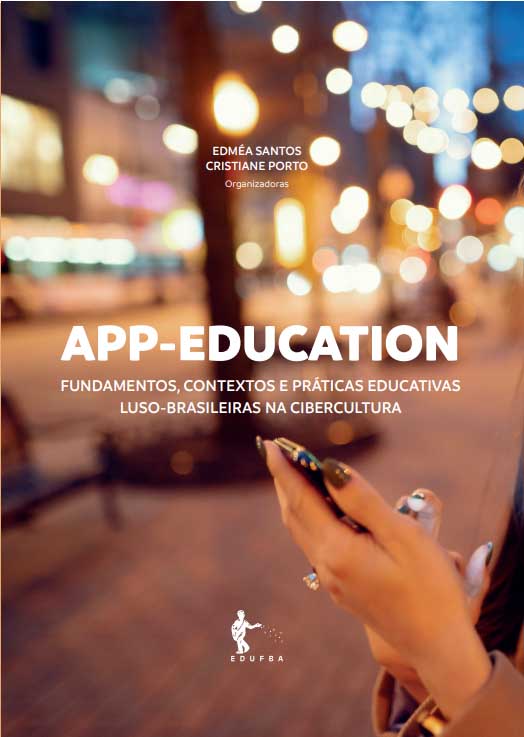 EDMÉA SANTOS
CRISTIANE PORTO
Organizadoras
APP-EDUCATION
FUNDAMENTOS, CONTEXTOS E PRÁTICAS EDUCATIVAS
LUSO-BRASILEIRAS NA CIBERCULTURA
EDUFBA